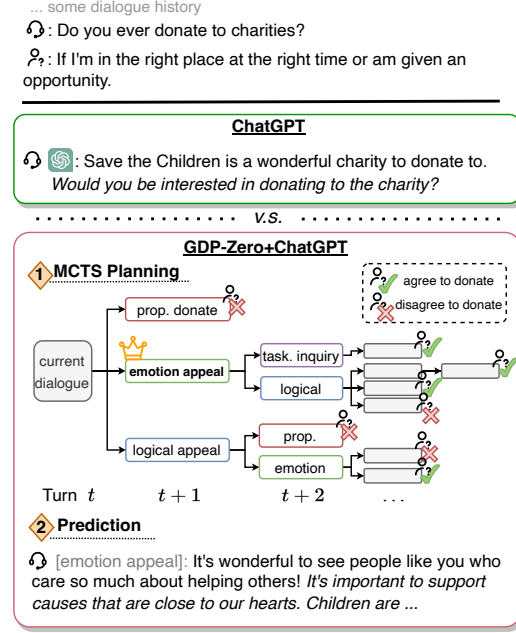 ... some dialogue history
: Do you ever donate to charities?
: If I'm in the right place at the right time or am given an
opportunity.
ChatGPT
: Save the Children is a wonderful charity to donate to.
Would you be interested in donating to the charity?
v.s.
GDP-Zero+ChatGPT
1 MCTS Planning
agree to donate
disagree to donate
prop. donate
current
dialogue
emotion appeal
task. inquiry
logical
logical appeal
prop.
emotion
Turn t
t + 1
t + 2
...
2 Prediction
[emotion appeal]: It's wonderful to see people like you who
care so much about helping others! It's important to support
causes that are close to our hearts. Children are ...